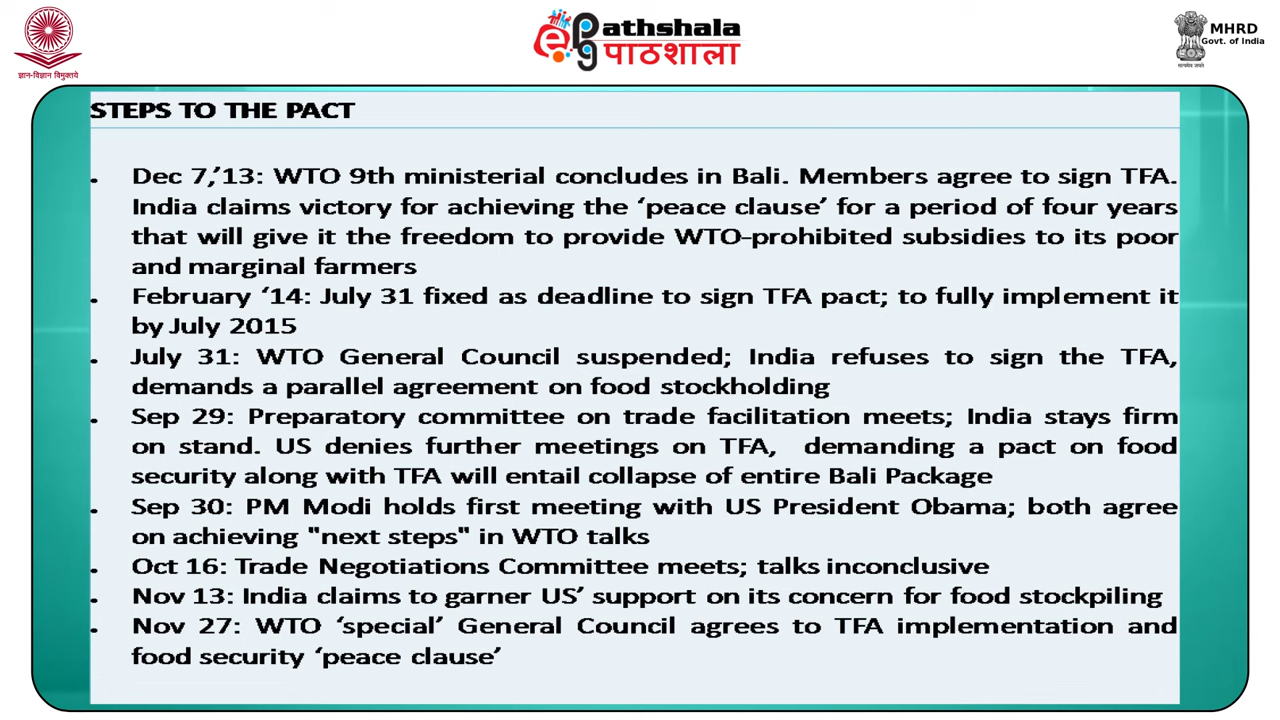 ज्ञान-विज्ञान विमुक्तये
epg
athshala
पाठशाला
MHRD
Govt. of India
सत्यमेव जयते
STEPS TO THE PACT
• Dec 7,’13: WTO 9th ministerial concludes in Bali. Members agree to sign TFA.
India claims victory for achieving the ‘peace clause’ for a period of four years
that will give it the freedom to provide WTO-prohibited subsidies to its poor
and marginal farmers
• February ‘14: July 31 fixed as deadline to sign TFA pact; to fully implement it
by July 2015
• July 31: WTO General Council suspended; India refuses to sign the TFA,
demands a parallel agreement on food stockholding
• Sep 29: Preparatory committee on trade facilitation meets; India stays firm
on stand. US denies further meetings on TFA, demanding a pact on food
security along with TFA will entail collapse of entire Bali Package
• Sep 30: PM Modi holds first meeting with US President Obama; both agree
on achieving "next steps" in WTO talks
• Oct 16: Trade Negotiations Committee meets; talks inconclusive
• Nov 13: India claims to garner US’ support on its concern for food stockpiling
• Nov 27: WTO ‘special’ General Council agrees to TFA implementation and
food security ‘peace clause’